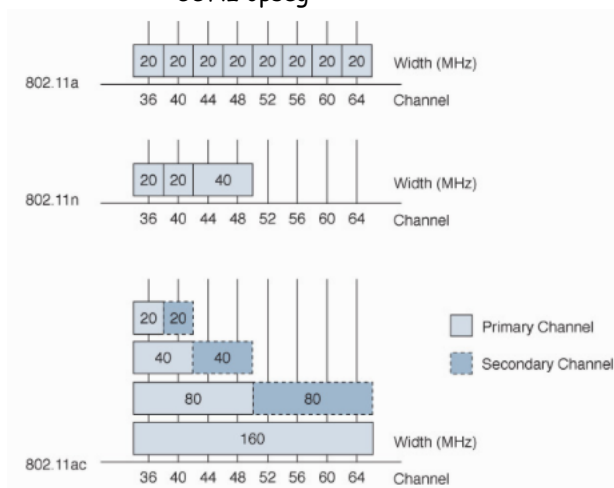 20 20 20 20 20 20 20 20 Width (MHz)
802.11a
36 40 44 48 52 56 60 64 Channel
20 20 40 Width (MHz)
802.11n
36 40 44 48 52 56 60 64 Channel
20 20
Primary Channel
40 40
Secondary Channel
80 80
160 Width (MHz)
802.11ac
36 40 44 48 52 56 60 64 Channel